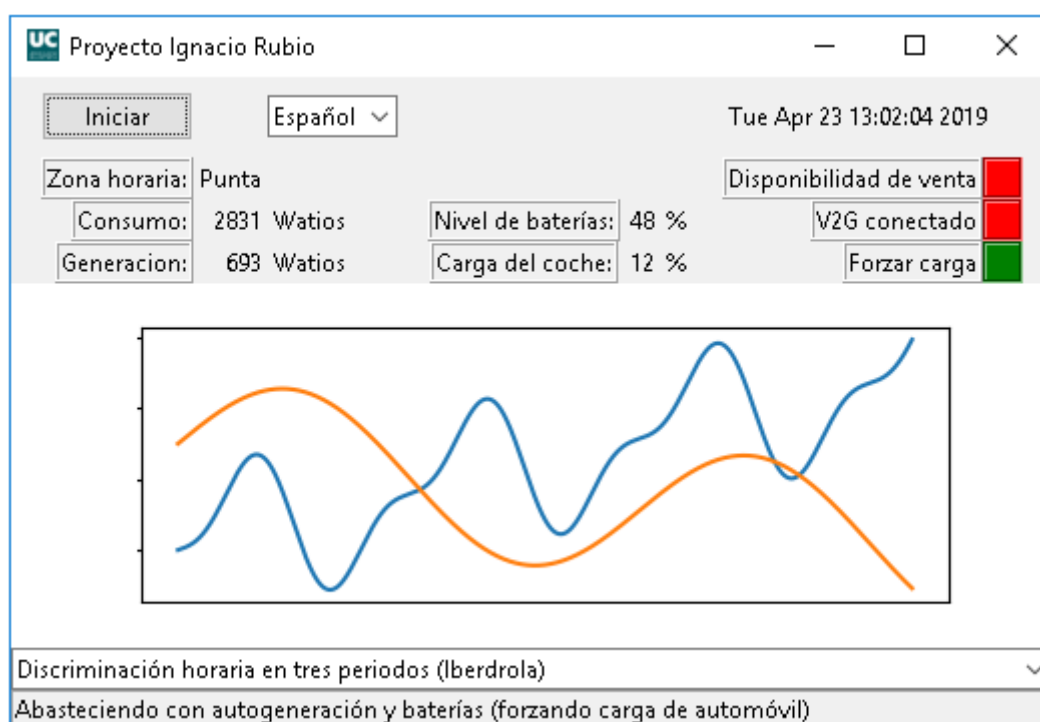 UC Proyecto Ignacio Rubio
Iniciar Español Tue Apr 23 13:02:04 2019
Zona horaria: Punta Disponibilidad de venta
Consumo: 2831 Watios Nivel de baterías: 48 % V2G conectado
Generacion: 693 Watios Carga del coche: 12 % Forzar carga
Discriminación horaria en tres periodos (Iberdrola)
Abasteciendo con autogeneración y baterías (forzando carga de automóvil)